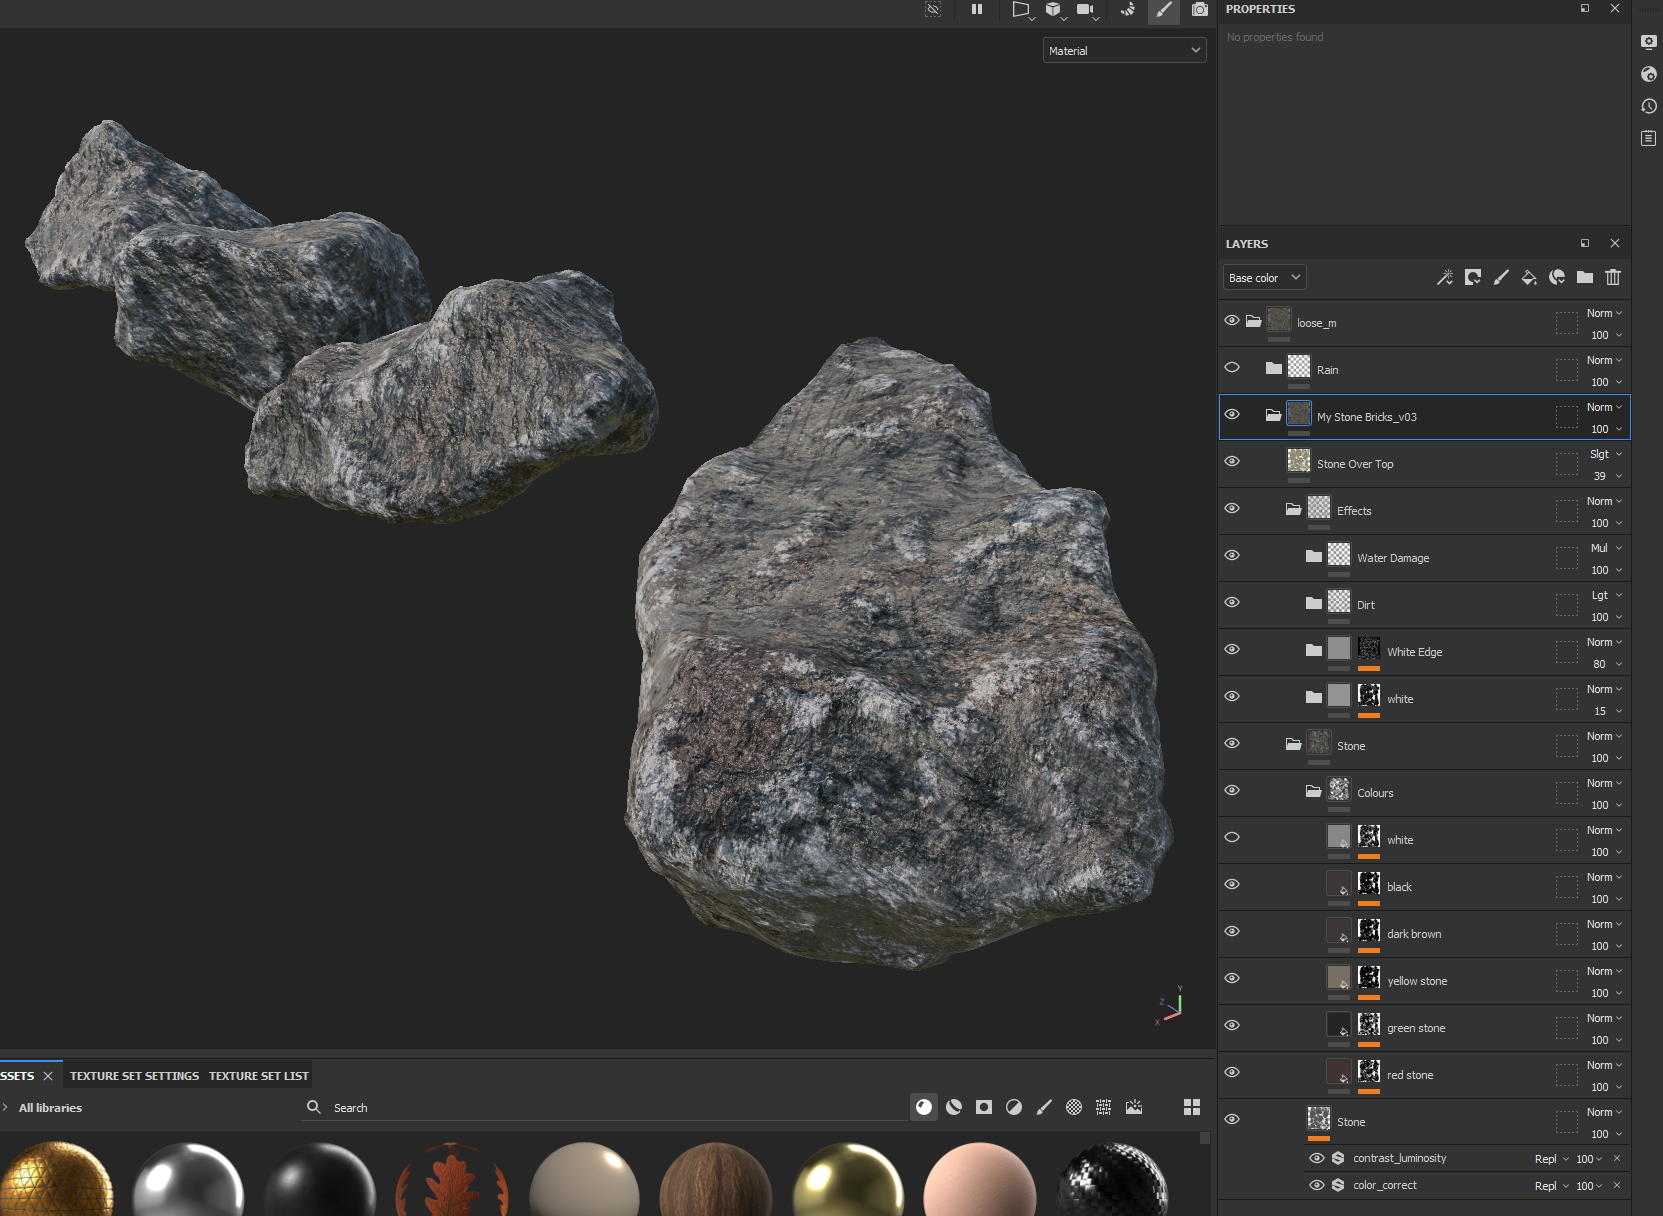 PROPERTIES
No properties found
Material
LAYERS
Base color
loose_m
Norm
100
Rain
Norm
100
My Stone Bricks_v03
Norm
100
Stone Over Top
Slgt
39
Effects
Norm
100
Water Damage
Mul
100
Dirt
Lgt
100
White Edge
Norm
80
white
Norm
15
Stone
Norm
100
Colours
Norm
100
white
Norm
100
black
Norm
100
dark brown
Norm
100
yellow stone
Norm
100
green stone
Norm
100
red stone
Norm
100
Stone
Norm
100
contrast_luminosity Repl 100
color_correct Repl 100
Y
Z
X
SSETS TEXTURE SET SETTINGS TEXTURE SET LIST
All libraries
Search